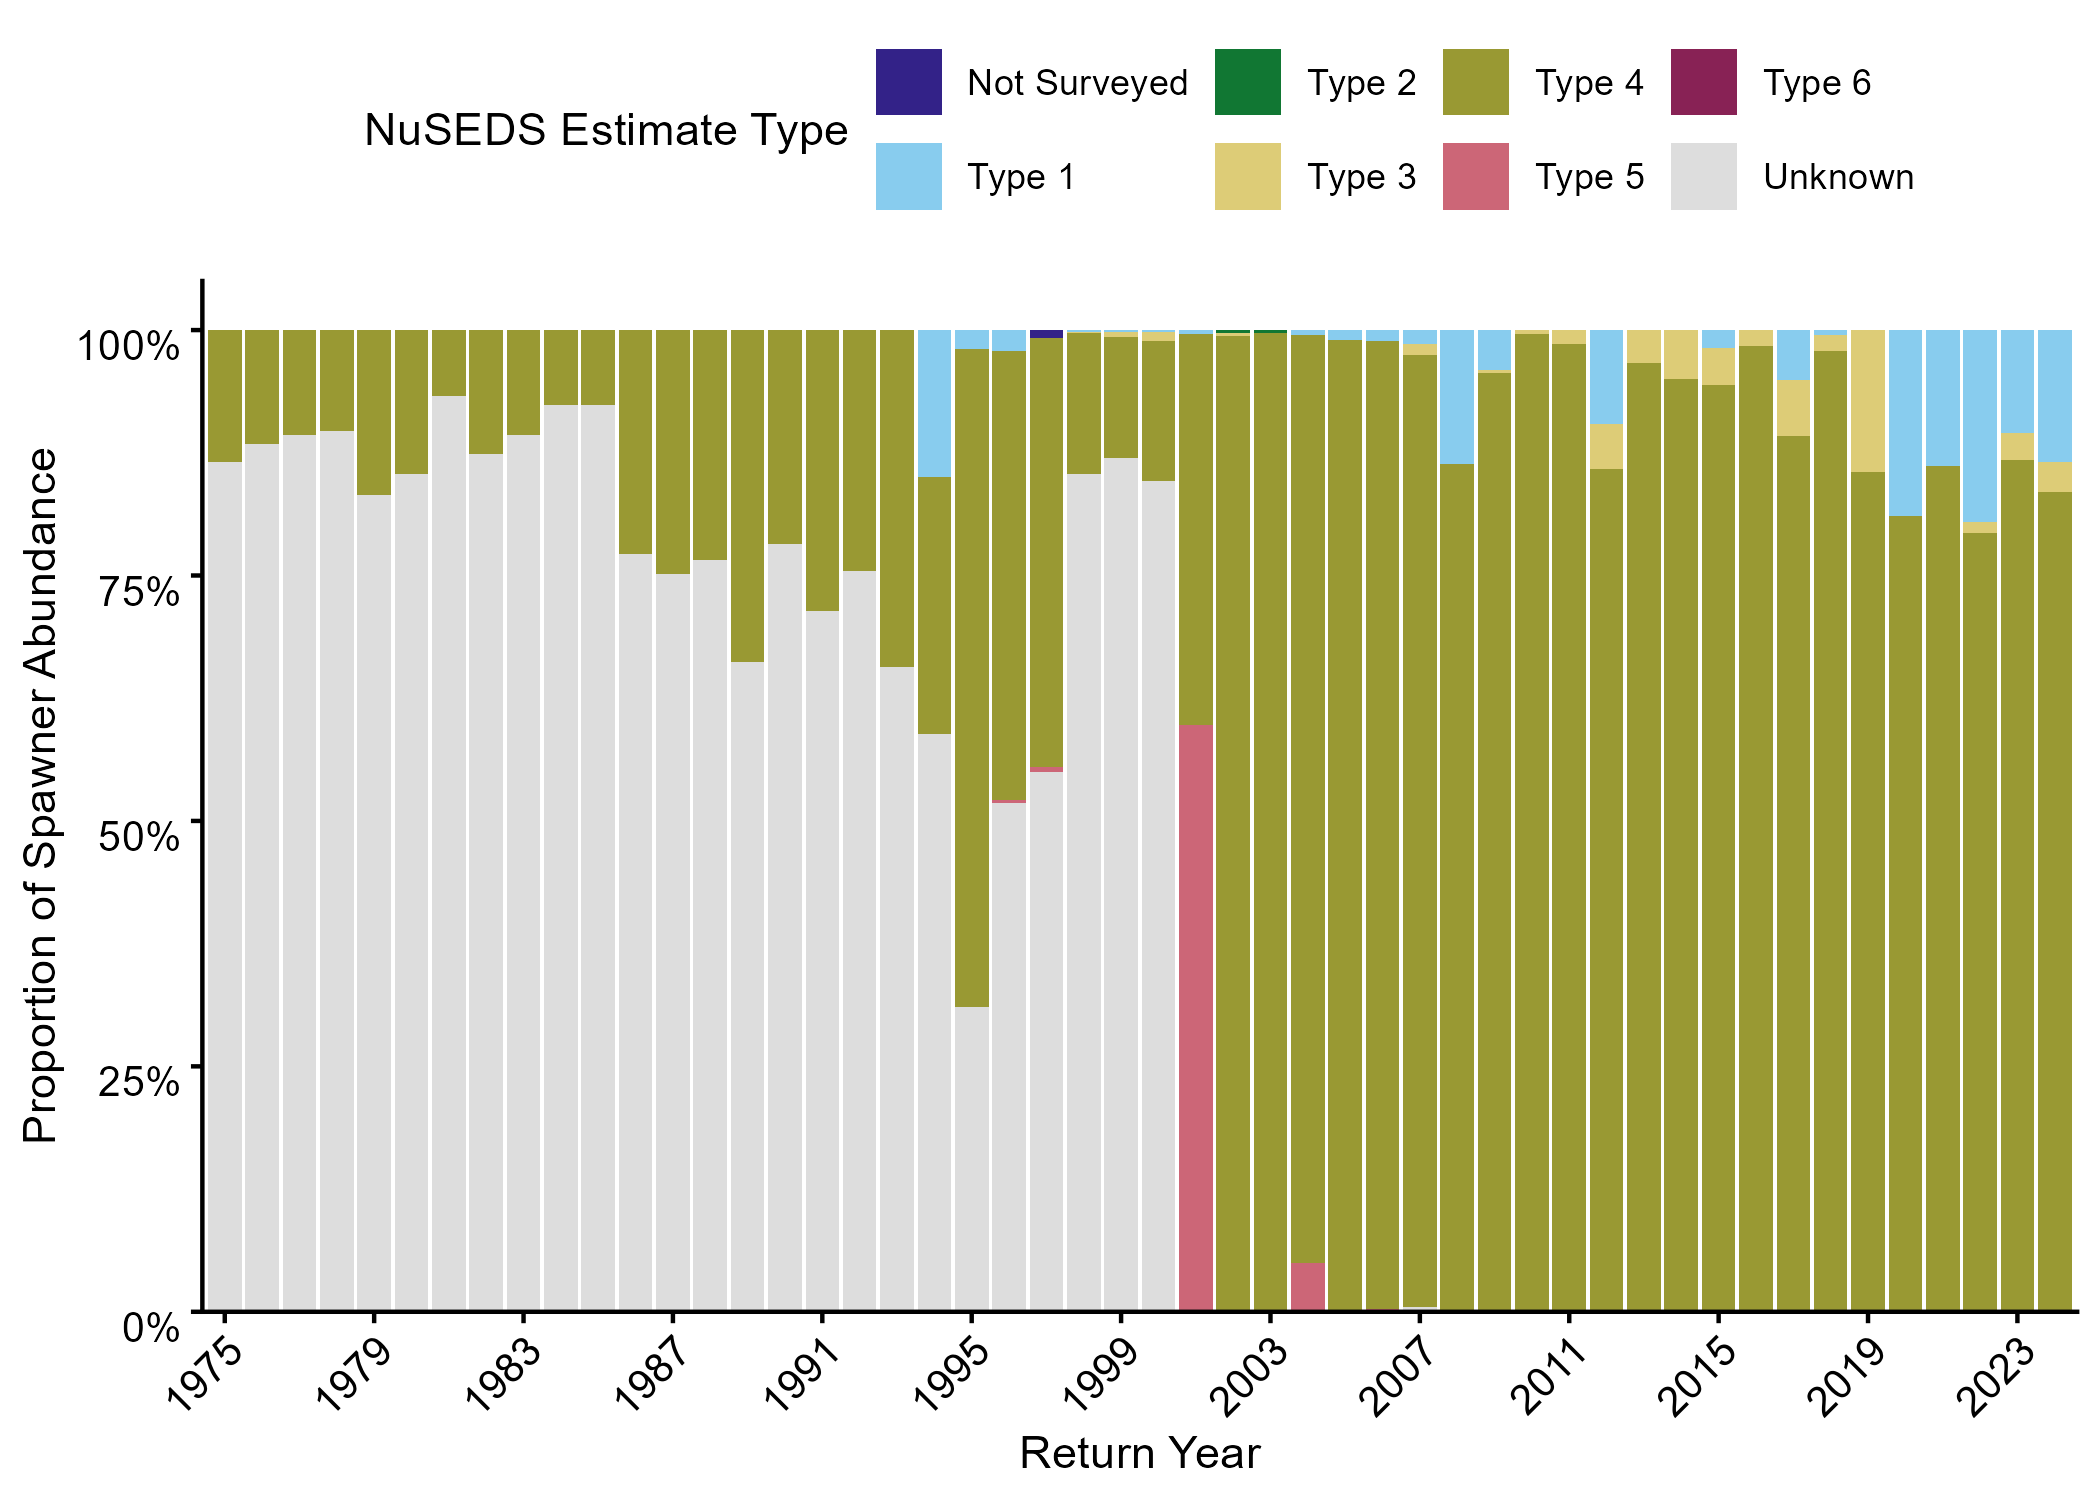 NuSEDS Estimate Type
Not Surveyed
Type 1
Type 2
Type 3
Type 4
Type 5
Type 6
Unknown
Proportion of Spawner Abundance
100%
75%
50%
25%
0%
1975
1979
1983
1987
1991
1995
1999
2003
2007
2011
2015
2019
2023
Return Year